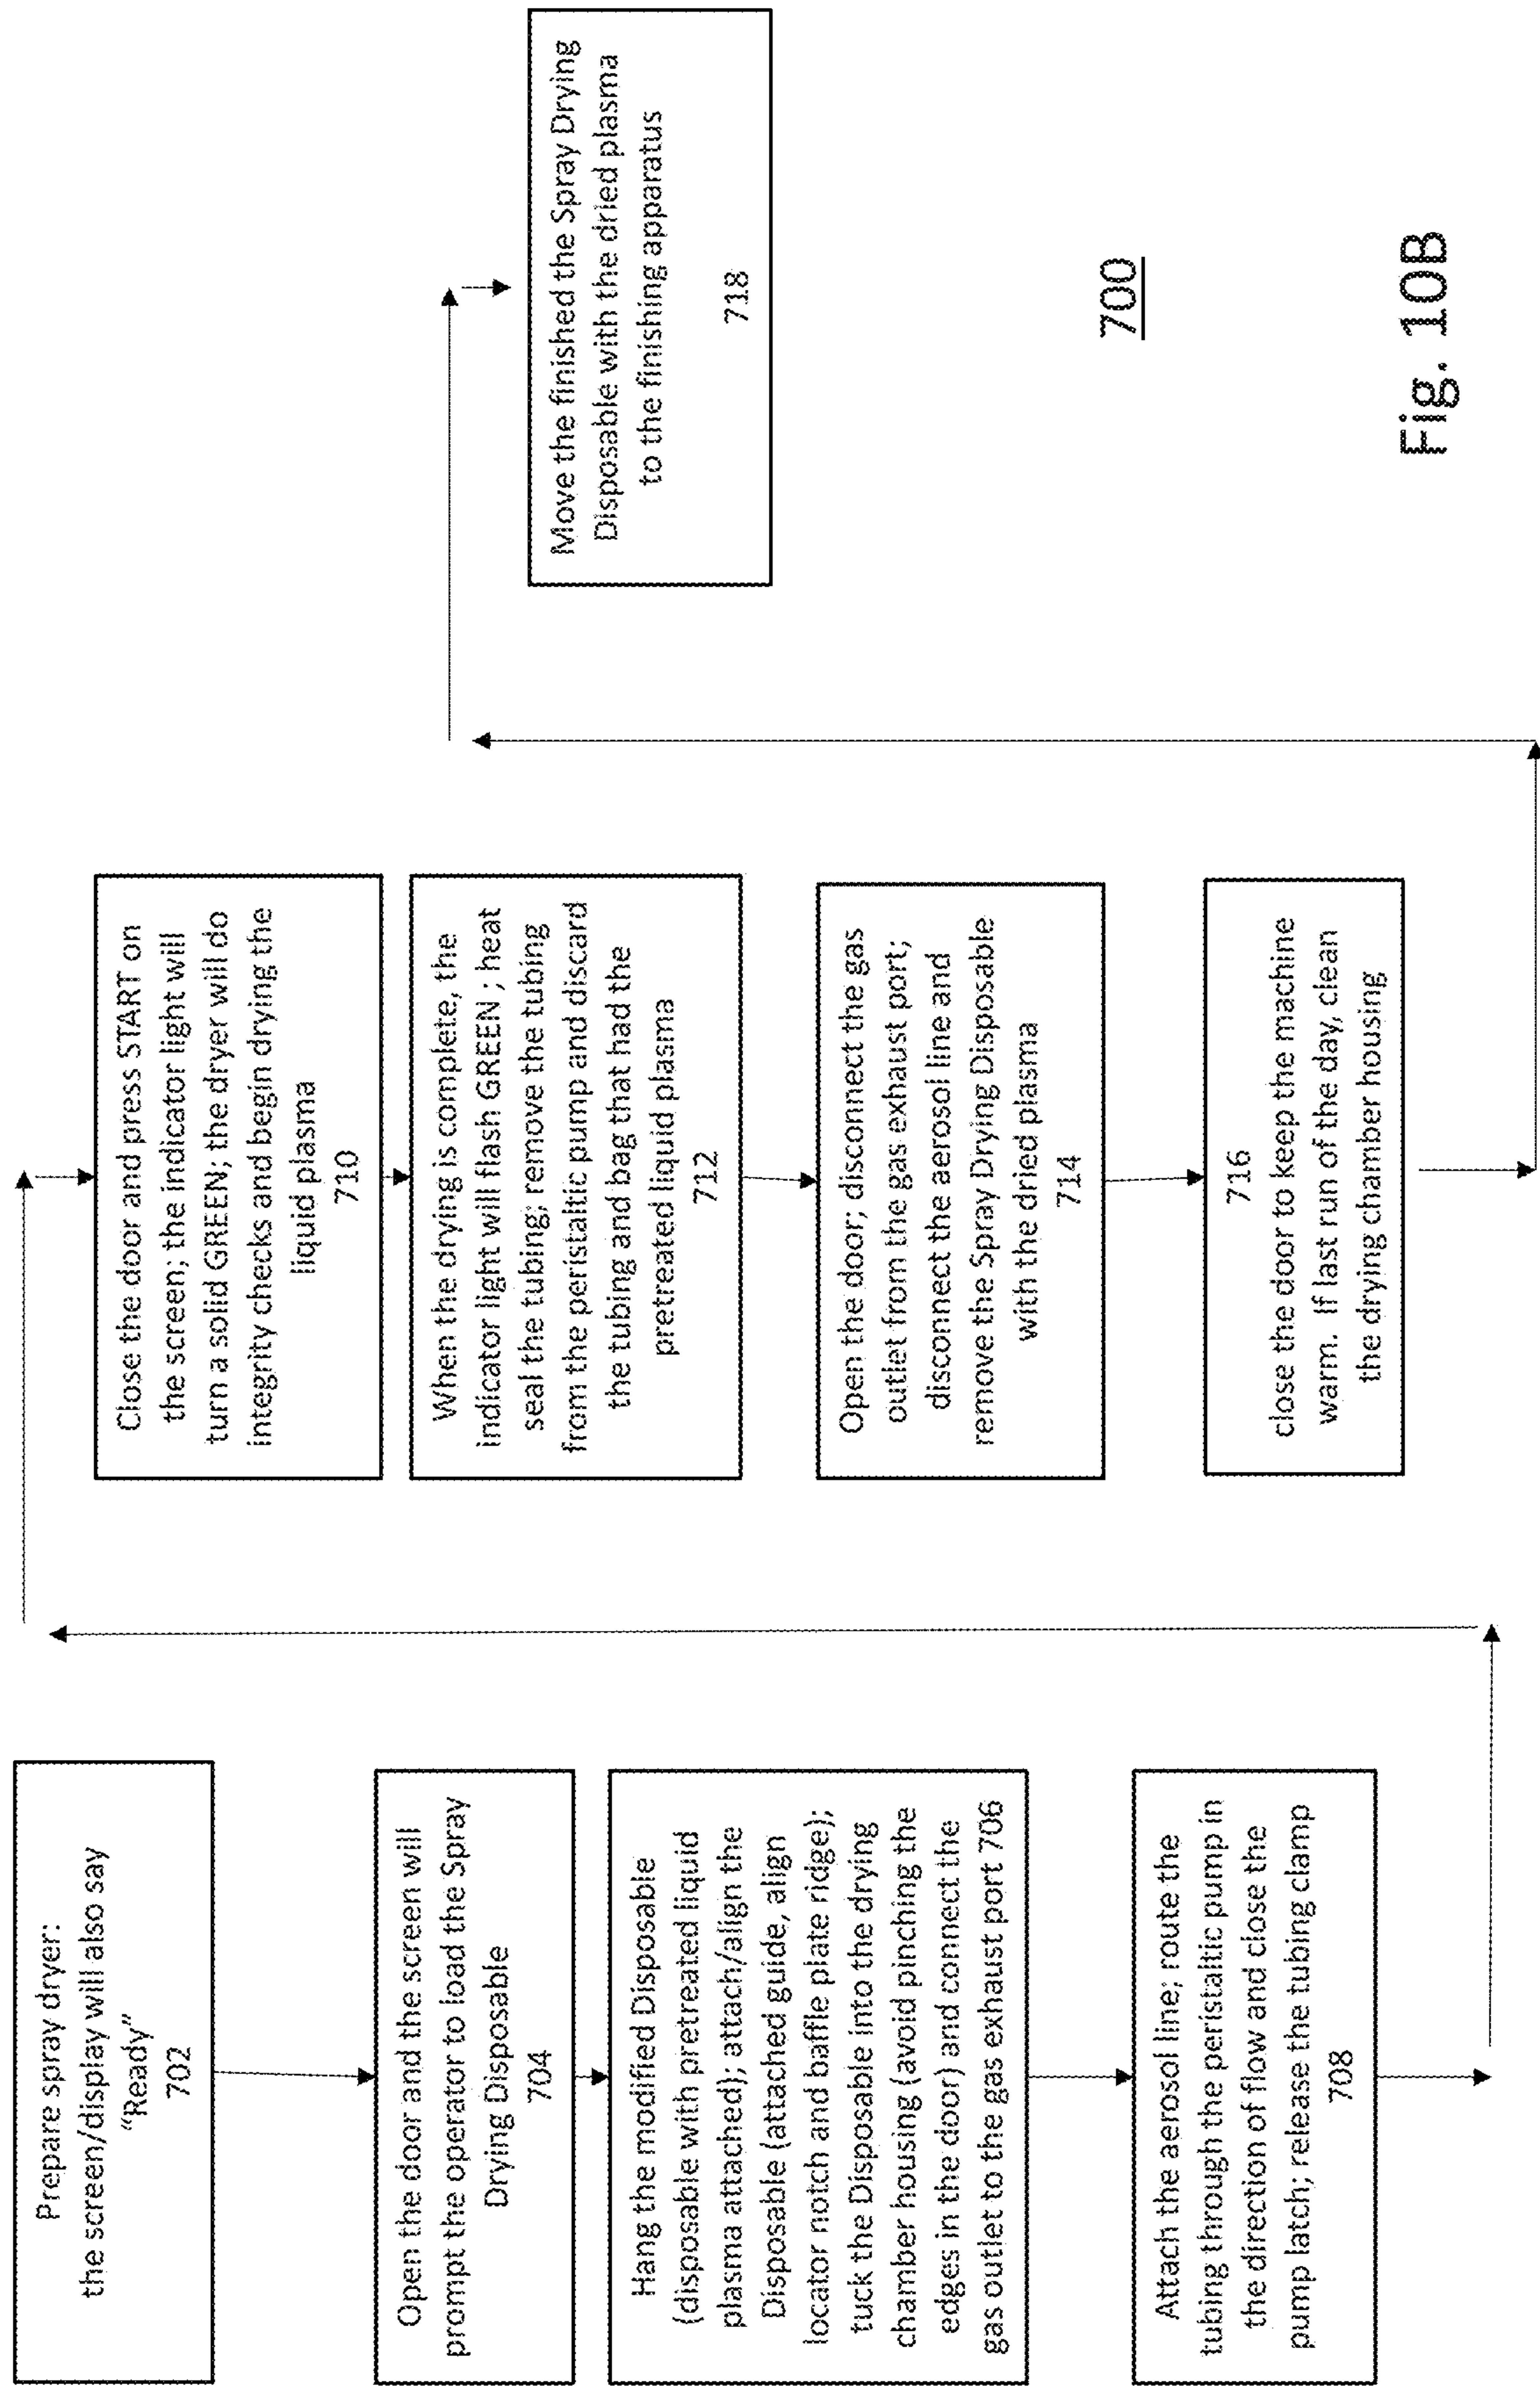 Prepare spray dryer:
the screen/display will also say
“Ready”
702
Open the door and the screen will
prompt the operator to load the Spray
Drying Disposable
704
Hang the modified Disposable
(disposable with pretreated liquid
plasma attached); attach/align the
Disposable (attached guide, align
locator notch and baffle plate ridge);
tuck the Disposable into the drying
chamber housing (avoid pinching the
edges in the door) and connect the
gas outlet to the gas exhaust port 706
Attach the aerosol line; route the
tubing through the peristaltic pump in
the direction of flow and close the
pump latch; release the tubing clamp
708
Close the door and press START on
the screen; the indicator light will
turn a solid GREEN; the dryer will do
integrity checks and begin drying the
liquid plasma
710
When the drying is complete, the
indicator light will flash GREEN ; heat
seal the tubing; remove the tubing
from the peristaltic pump and discard
the tubing and bag that had the
pretreated liquid plasma
712
Open the door; disconnect the gas
outlet from the gas exhaust port;
disconnect the aerosol line and
remove the Spray Drying Disposable
with the dried plasma
714
716
close the door to keep the machine
warm. If last run of the day, clean
the drying chamber housing
Move the finished the Spray Drying
Disposable with the dried plasma
to the finishing apparatus
718
700
Fig. 10B